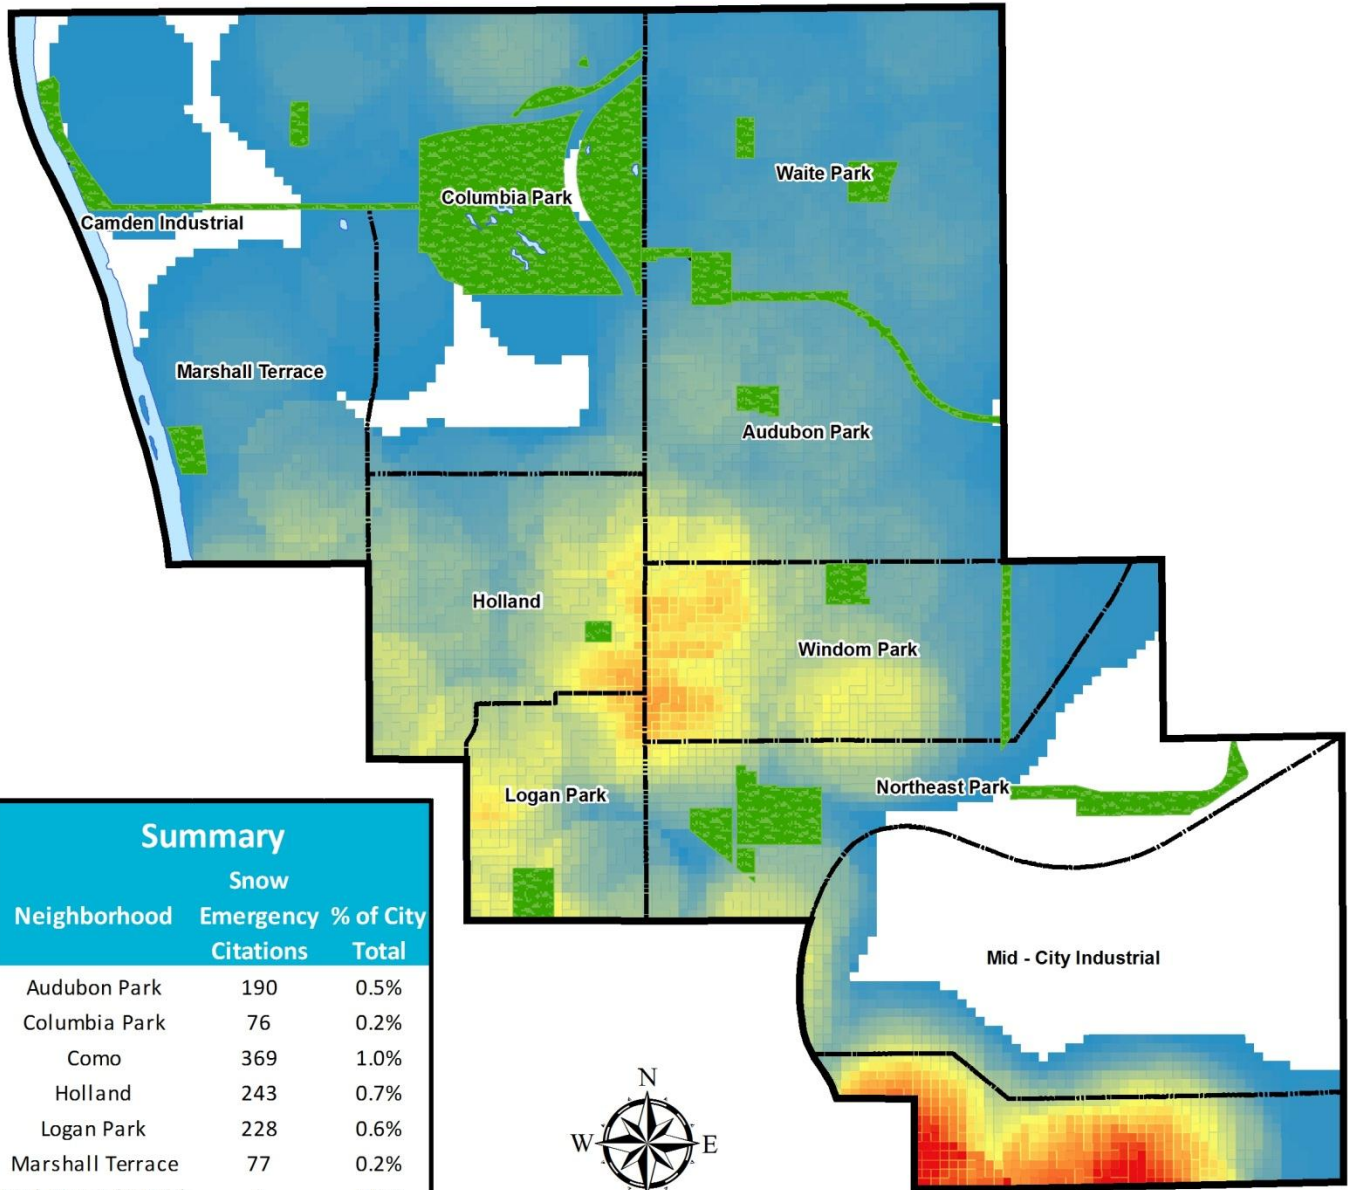 Columbia Park
Waite Park
Camden Industrial
Marshall Terrace
Audubon Park
Holland
Windom Park
Logan Park
Northeast Park
Mid - City Industrial
N
W E
Summary
Snow
Neighborhood Emergency % of City
Citations Total
Audubon Park 190 0.5%
Columbia Park 76 0.2%
Como 369 1.0%
Holland 243 0.7%
Logan Park 228 0.6%
Marshall Terrace 77 0.2%